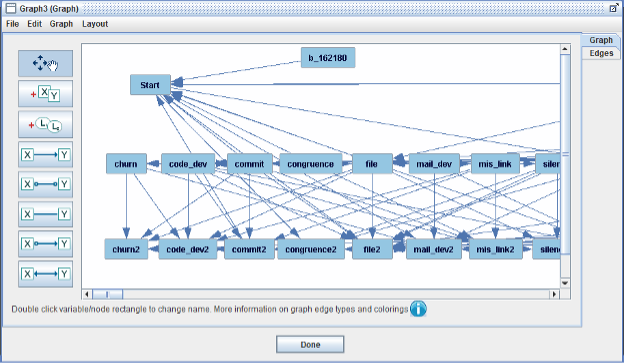 Graph3 (Graph)
File Edit Graph Layout
Graph
Edges
b_162180
Start
X Y
L L
X Y
X Y
X Y
X Y
X Y
churn code_dev commit congruence file mail_dev mis_link silen
churn2 code_dev2 commit2 congruence2 file2 mail_dev2 mis_link2 silenc
Double click variable/node rectangle to change name. More information on graph edge types and colorings
Done